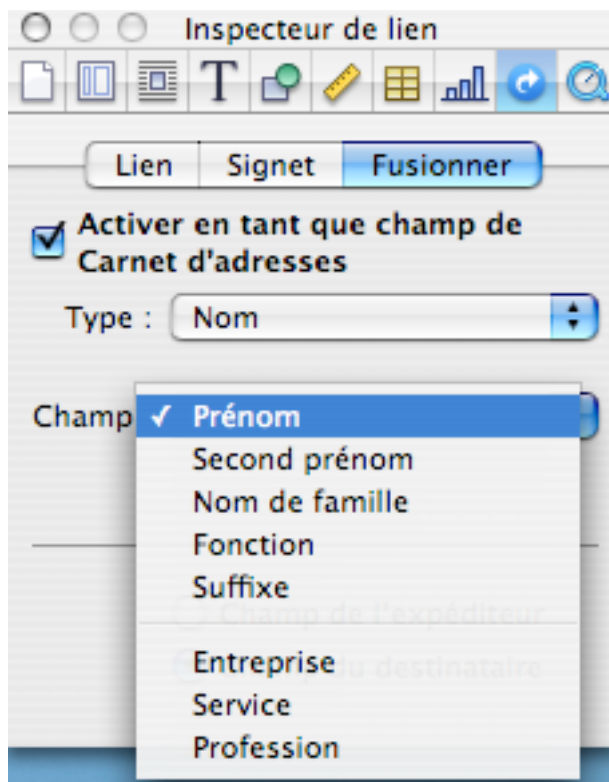 Inspecteur de lien
T
Lien Signet Fusionner
Activer en tant que champ de
Carnet d'adresses
Type : Nom
Champ ✓ Prénom
Second prénom
Nom de famille
Fonction
Suffixe
Champ de l'expéditeur
Entreprise
Champ du destinataire
Service
Profession